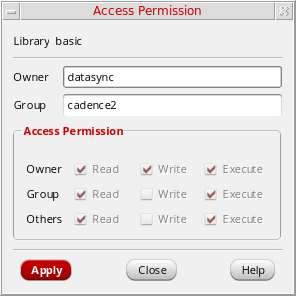 Access Permission
Library basic
Owner datasync
Group cadence2
Access Permission
Owner Read Write Execute
Group Read Write Execute
Others Read Write Execute
Apply Close Help